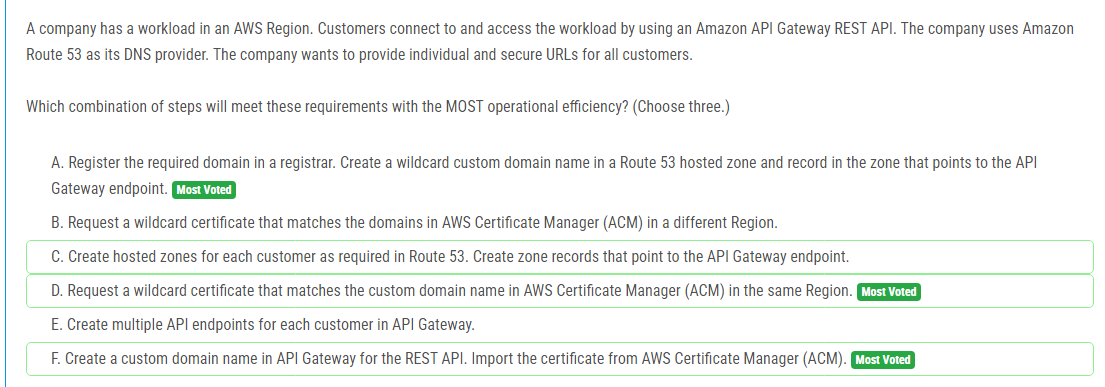 A company has a workload in an AWS Region. Customers connect to and access the workload by using an Amazon API Gateway REST API. The company uses Amazon
Route 53 as its DNS provider. The company wants to provide individual and secure URLs for all customers.
Which combination of steps will meet these requirements with the MOST operational efficiency? (Choose three.)
A. Register the required domain in a registrar. Create a wildcard custom domain name in a Route 53 hosted zone and record in the zone that points to the API
Gateway endpoint. Most Voted
B. Request a wildcard certificate that matches the domains in AWS Certificate Manager (ACM) in a different Region.
C. Create hosted zones for each customer as required in Route 53. Create zone records that point to the API Gateway endpoint.
D. Request a wildcard certificate that matches the custom domain name in AWS Certificate Manager (ACM) in the same Region. Most Voted
E. Create multiple API endpoints for each customer in API Gateway.
F. Create a custom domain name in API Gateway for the REST API. Import the certificate from AWS Certificate Manager (ACM). Most Voted